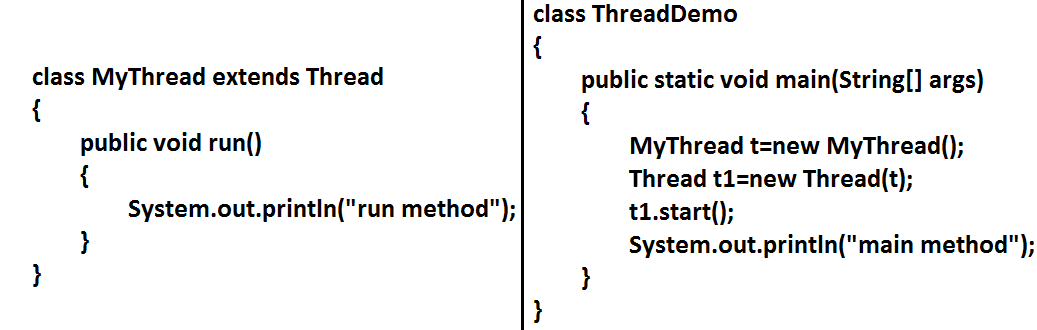 class MyThread extends Thread
{
public void run()
{
System.out.println("run method");
}
}
class ThreadDemo
{
public static void main(String[] args)
{
MyThread t=new MyThread();
Thread t1=new Thread(t);
t1.start();
System.out.println("main method");
}
}